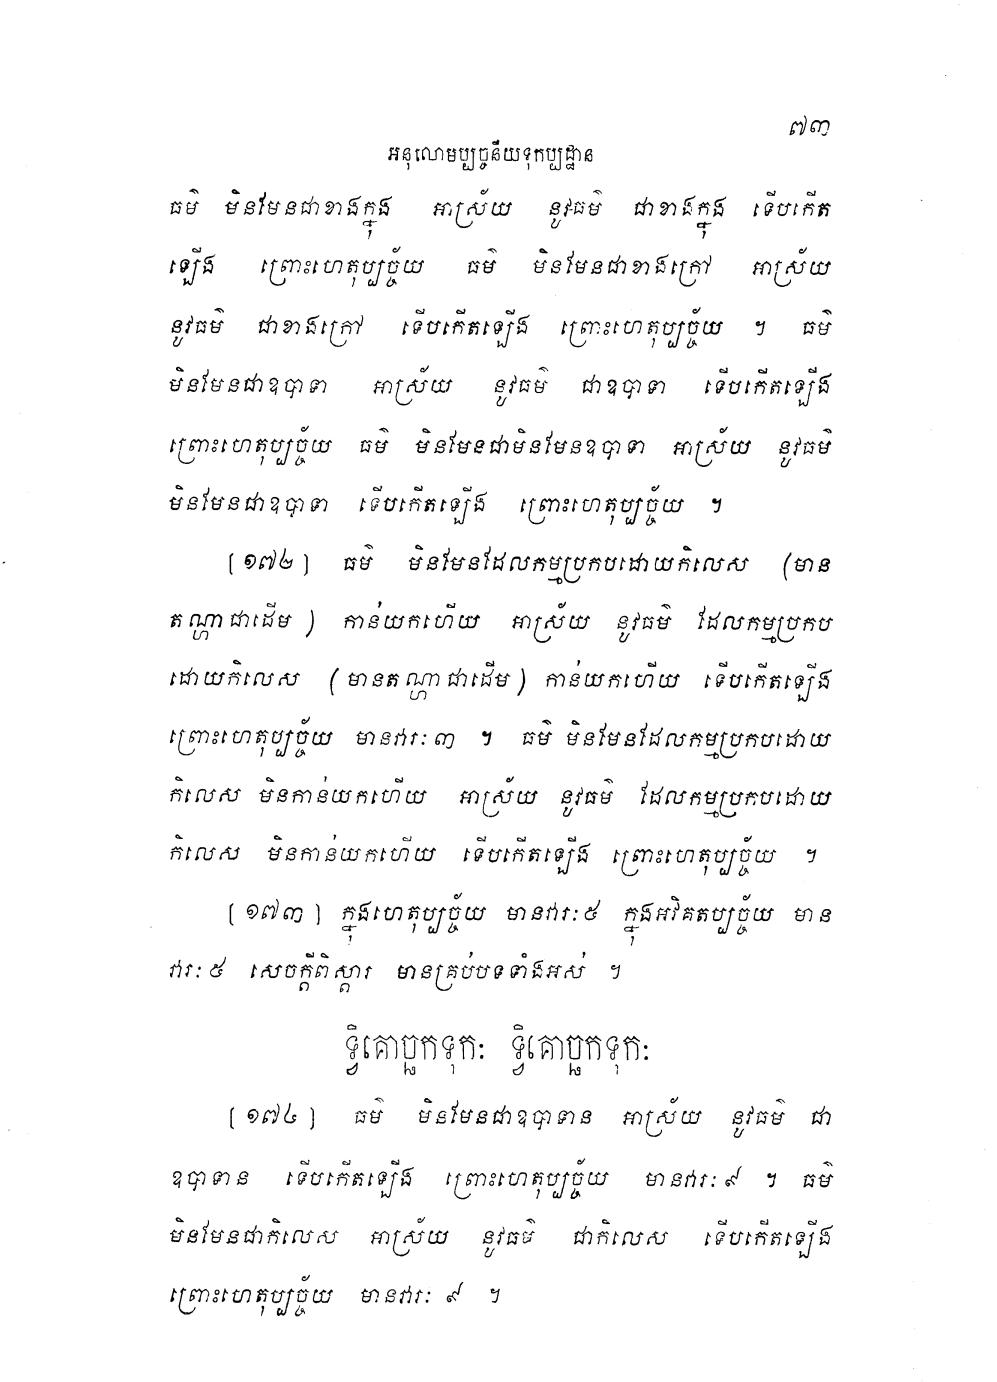 ៧៣
អនុលោមប្បច្ចនីយទុកប្បដ្ឋាន
ធម៌ មិនមែនជាខាងក្នុង អាស្រ័យ នូវធម៌ ជាខាងក្នុង ទើបកើត
ឡើង ព្រោះហេតុប្បច្ច័យ ធម៌ មិនមែនជាខាងក្រៅ អាស្រ័យ
នូវធម៌ ជាខាងក្រៅ ទើបកើតឡើង ព្រោះហេតុប្បច្ច័យ ។ ធម៌
មិនមែនជាឧបាទា អាស្រ័យ នូវធម៌ ជាឧបាទា ទើបកើតឡើង
ព្រោះហេតុប្បច្ច័យ ធម៌ មិនមែនជាមិនមែនឧបាទា អាស្រ័យ នូវធម៌
មិនមែនជាឧបាទា ទើបកើតឡើង ព្រោះហេតុប្បច្ច័យ ។
[១៧២] ធម៌ មិនមែនដែលកម្មប្រកបដោយកិលេស (មាន
តណ្ហាជាដើម) កាន់យកហើយ អាស្រ័យ នូវធម៌ ដែលកម្មប្រកប
ដោយកិលេស (មានតណ្ហាជាដើម) កាន់យកហើយ ទើបកើតឡើង
ព្រោះហេតុប្បច្ច័យ មានវារៈ៣ ។ ធម៌ មិនមែនដែលកម្មប្រកបដោយ
កិលេស មិនកាន់យកហើយ អាស្រ័យ នូវធម៌ ដែលកម្មប្រកបដោយ
កិលេស មិនកាន់យកហើយ ទើបកើតឡើង ព្រោះហេតុប្បច្ច័យ ។
[១៧៣] ក្នុងហេតុប្បច្ច័យ មានវារៈ៥ ក្នុងអវិគតប្បច្ច័យ មាន
វារៈ៥ សេចក្តីពិស្តារ មានគ្រប់បទទាំងអស់ ។
ទ្វិគោច្ឆកទុកៈ ទ្វិគោច្ឆកទុកៈ
[១៧៤] ធម៌ មិនមែនជាឧបាទាន អាស្រ័យ នូវធម៌ ជា
ឧបាទាន ទើបកើតឡើង ព្រោះហេតុប្បច្ច័យ មានវារៈ៩ ។ ធម៌
មិនមែនជាកិលេស អាស្រ័យ នូវធម៌ ជាកិលេស ទើបកើតឡើង
ព្រោះហេតុប្បច្ច័យ មានវារៈ ៩ ។